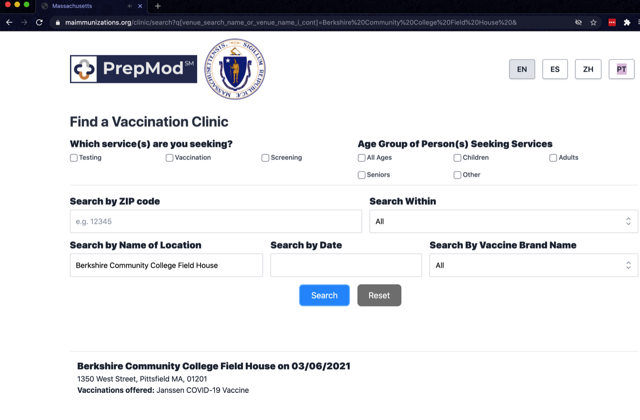 Massachusetts
maimmunizations.org/clinic/search?q[venue_search_name_or_venue_name_i_cont]=Berkshire%20Community%20College%20Field%20House%20&
PrepMod SM
EN ES ZH PT
Find a Vaccination Clinic
Which service(s) are you seeking? Age Group of Person(s) Seeking Services
Testing Vaccination Screening All Ages Children Adults
Seniors Other
Search by ZIP code Search Within
e.g. 12345 All
Search by Name of Location Search by Date Search By Vaccine Brand Name
Berkshire Community College Field House All
Search Reset
Berkshire Community College Field House on 03/06/2021
1350 West Street, Pittsfield MA, 01201
Vaccinations offered: Janssen COVID-19 Vaccine